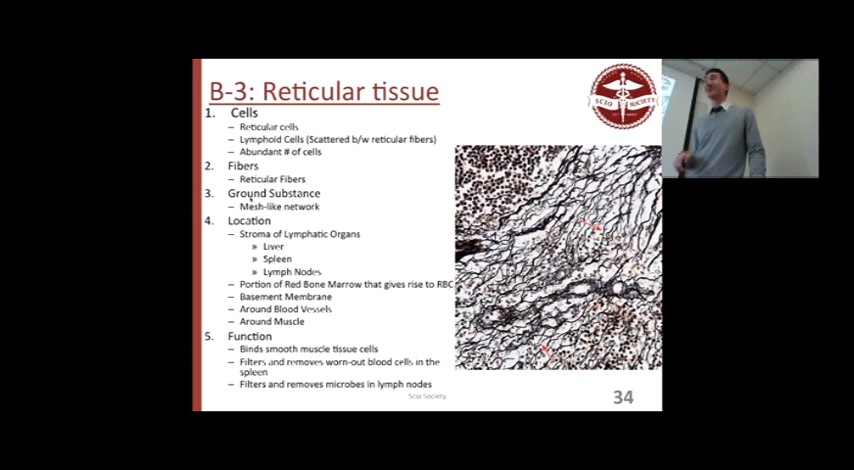 B-3: Reticular tissue
1. Cells
– Reticular cells
– Lymphoid Cells (Scattered b/w reticular fibers)
– Abundant # of cells
2. Fibers
– Reticular Fibers
3. Ground Substance
– Mesh-like network
4. Location
– Stroma of Lymphatic Organs
» Liver
» Spleen
» Lymph Nodes
– Portion of Red Bone Marrow that gives rise to RBC
– Basement Membrane
– Around Blood Vessels
– Around Muscle
5. Function
– Binds smooth muscle tissue cells
– Filters and removes worn-out blood cells in the
spleen
– Filters and removes microbes in lymph nodes
Scio Society
34
SCIO SOCIETY